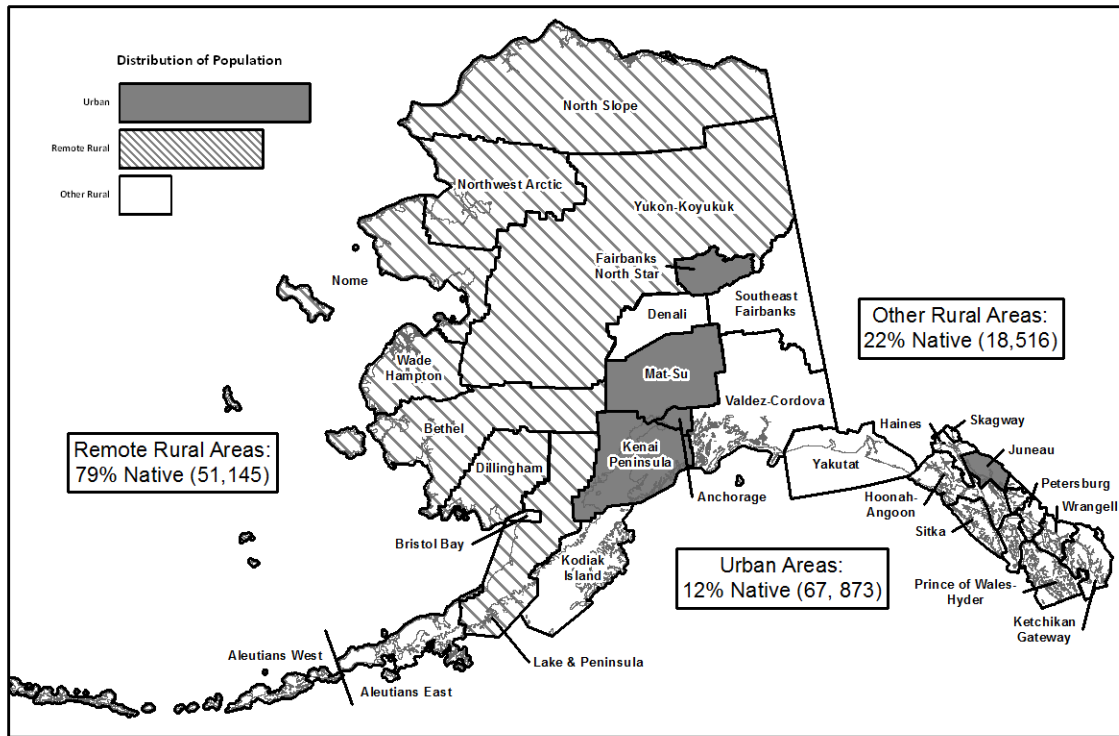 Distribution of Population
Urban
Remote Rural
Other Rural
North Slope
Northwest Arctic
Yukon-Koyukuk
Fairbanks
North Star
Nome
Southeast
Fairbanks
Denali
Other Rural Areas:
22% Native (18,516)
Wade
Hampton
Mat-Su
Valdez-Cordova
Haines
Skagway
Juneau
Remote Rural Areas:
79% Native (51,145)
Bethel
Dillingham
Kenai
Peninsula
Anchorage
Yakutat
Petersburg
Hoonah-
Angoon
Wrangell
Sitka
Bristol Bay
Kodiak
Island
Urban Areas:
12% Native (67, 873)
Prince of Wales-
Hyder
Ketchikan
Gateway
Lake & Peninsula
Aleutians West
Aleutians East